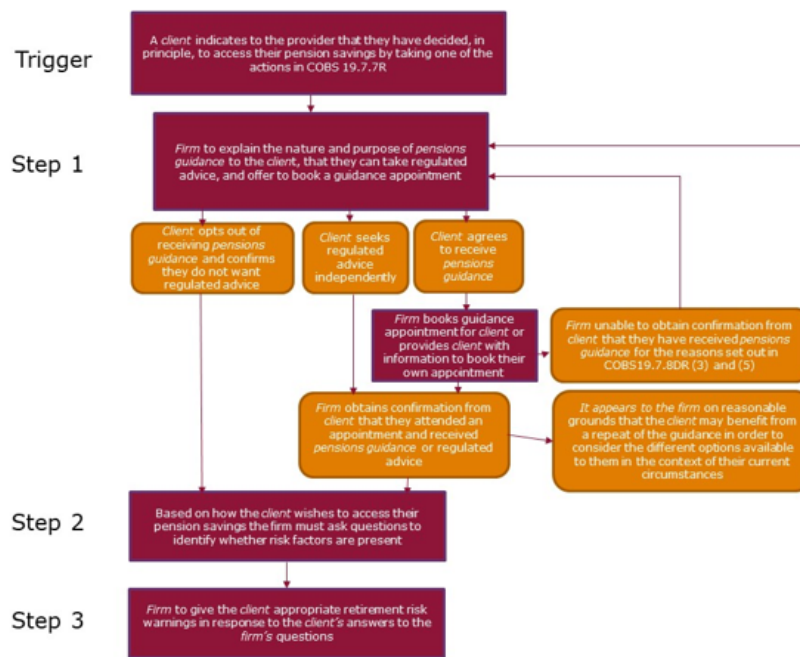 Trigger
A client indicates to the provider that they have decided, in
principle, to access their pension savings by taking one of the
actions in COBS 19.7.7R
Step 1
Firm to explain the nature and purpose of pensions
guidance to the client, that they can take regulated
advice, and offer to book a guidance appointment
Client opts out of
receiving pensions
guidance and confirms
they do not want
regulated advice
Client seeks
regulated
advice
independently
Client agrees
to receive
pensions
guidance
Firm books guidance
appointment for client or
provides client with
information to book their
own appointment
Firm unable to obtain confirmation from
client that they have received pensions
guidance for the reasons set out in
COBS19.7.8DR (3) and (5)
Firm obtains confirmation from
client that they attended an
appointment and received
pensions guidance or regulated
advice
It appears to the firm on reasonable
grounds that the client may benefit from
a repeat of the guidance in order to
consider the different options available
to them in the context of their current
circumstances
Step 2
Based on how the client wishes to access their
pension savings the firm must ask questions to
identify whether risk factors are present
Step 3
Firm to give the client appropriate retirement risk
warnings in response to the client's answers to the
firm's questions